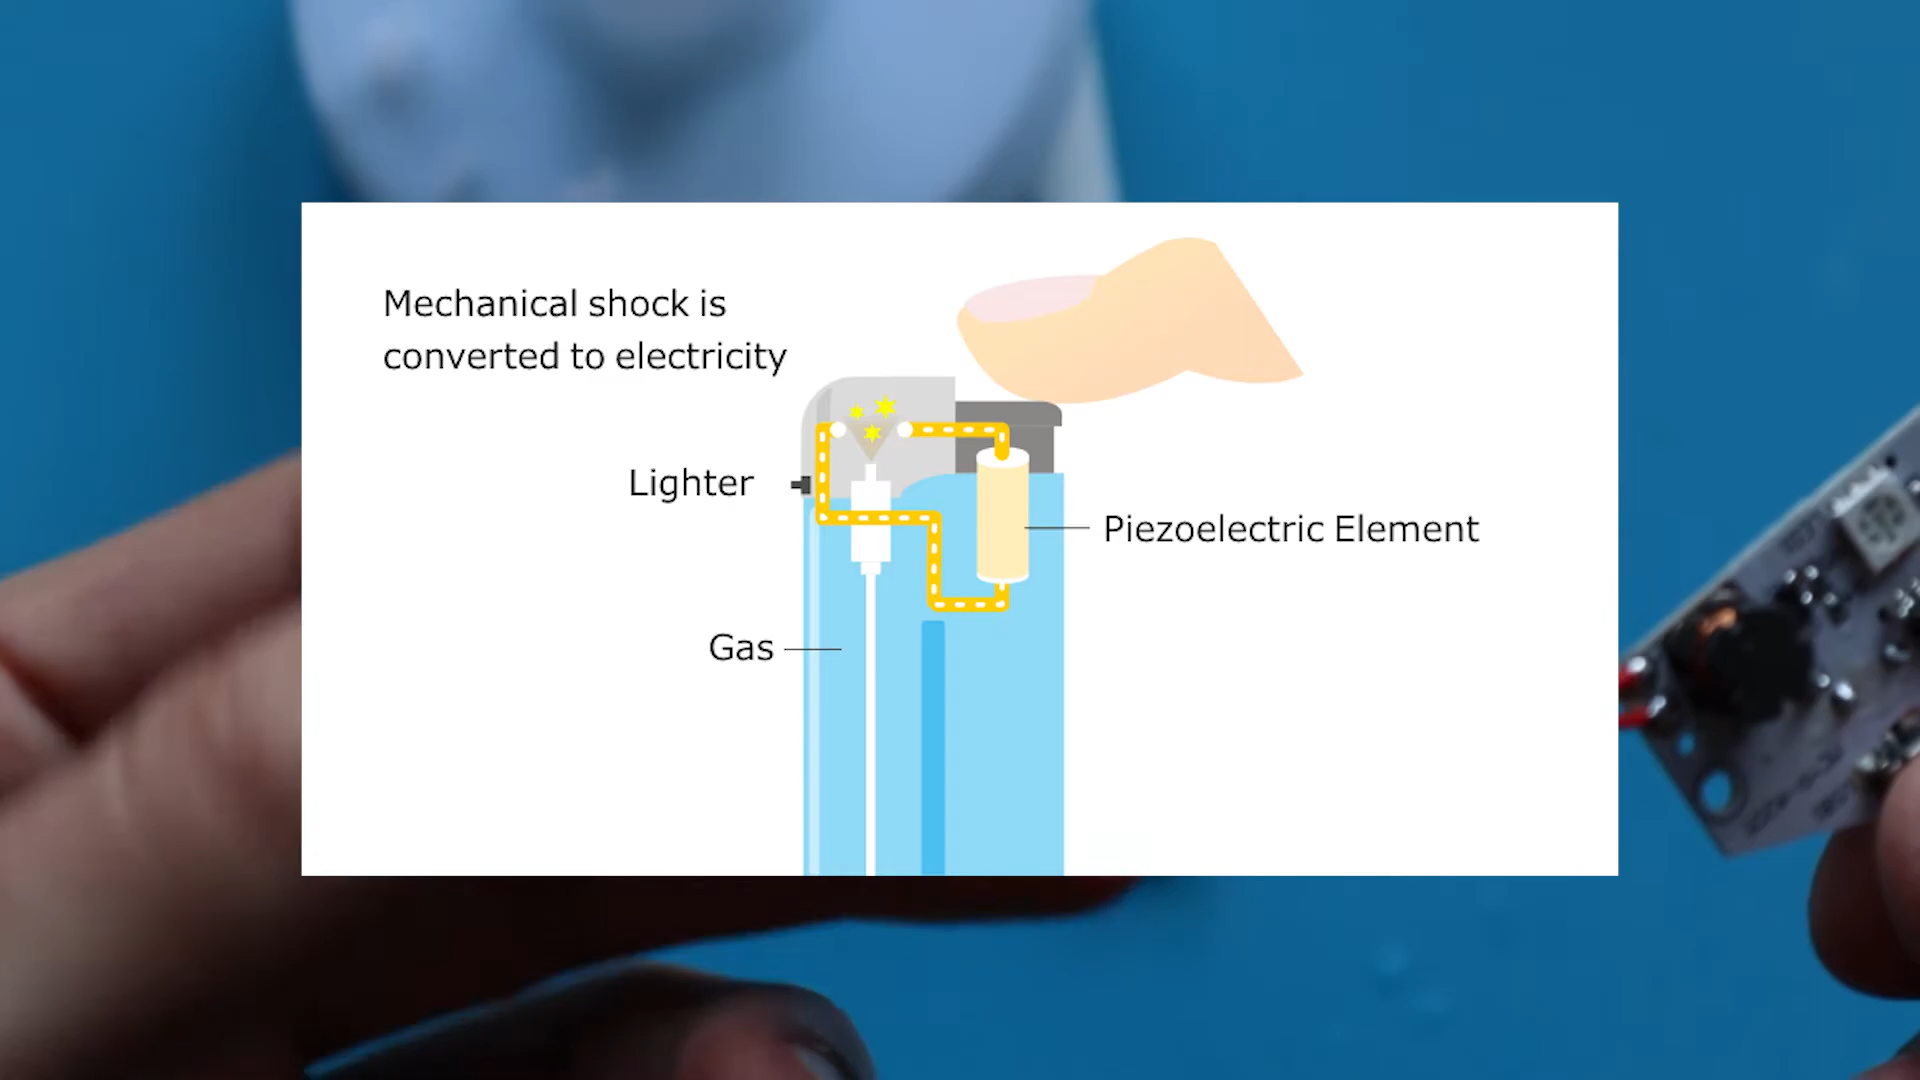 Mechanical shock is
converted to electricity
Lighter
Piezoelectric Element
Gas